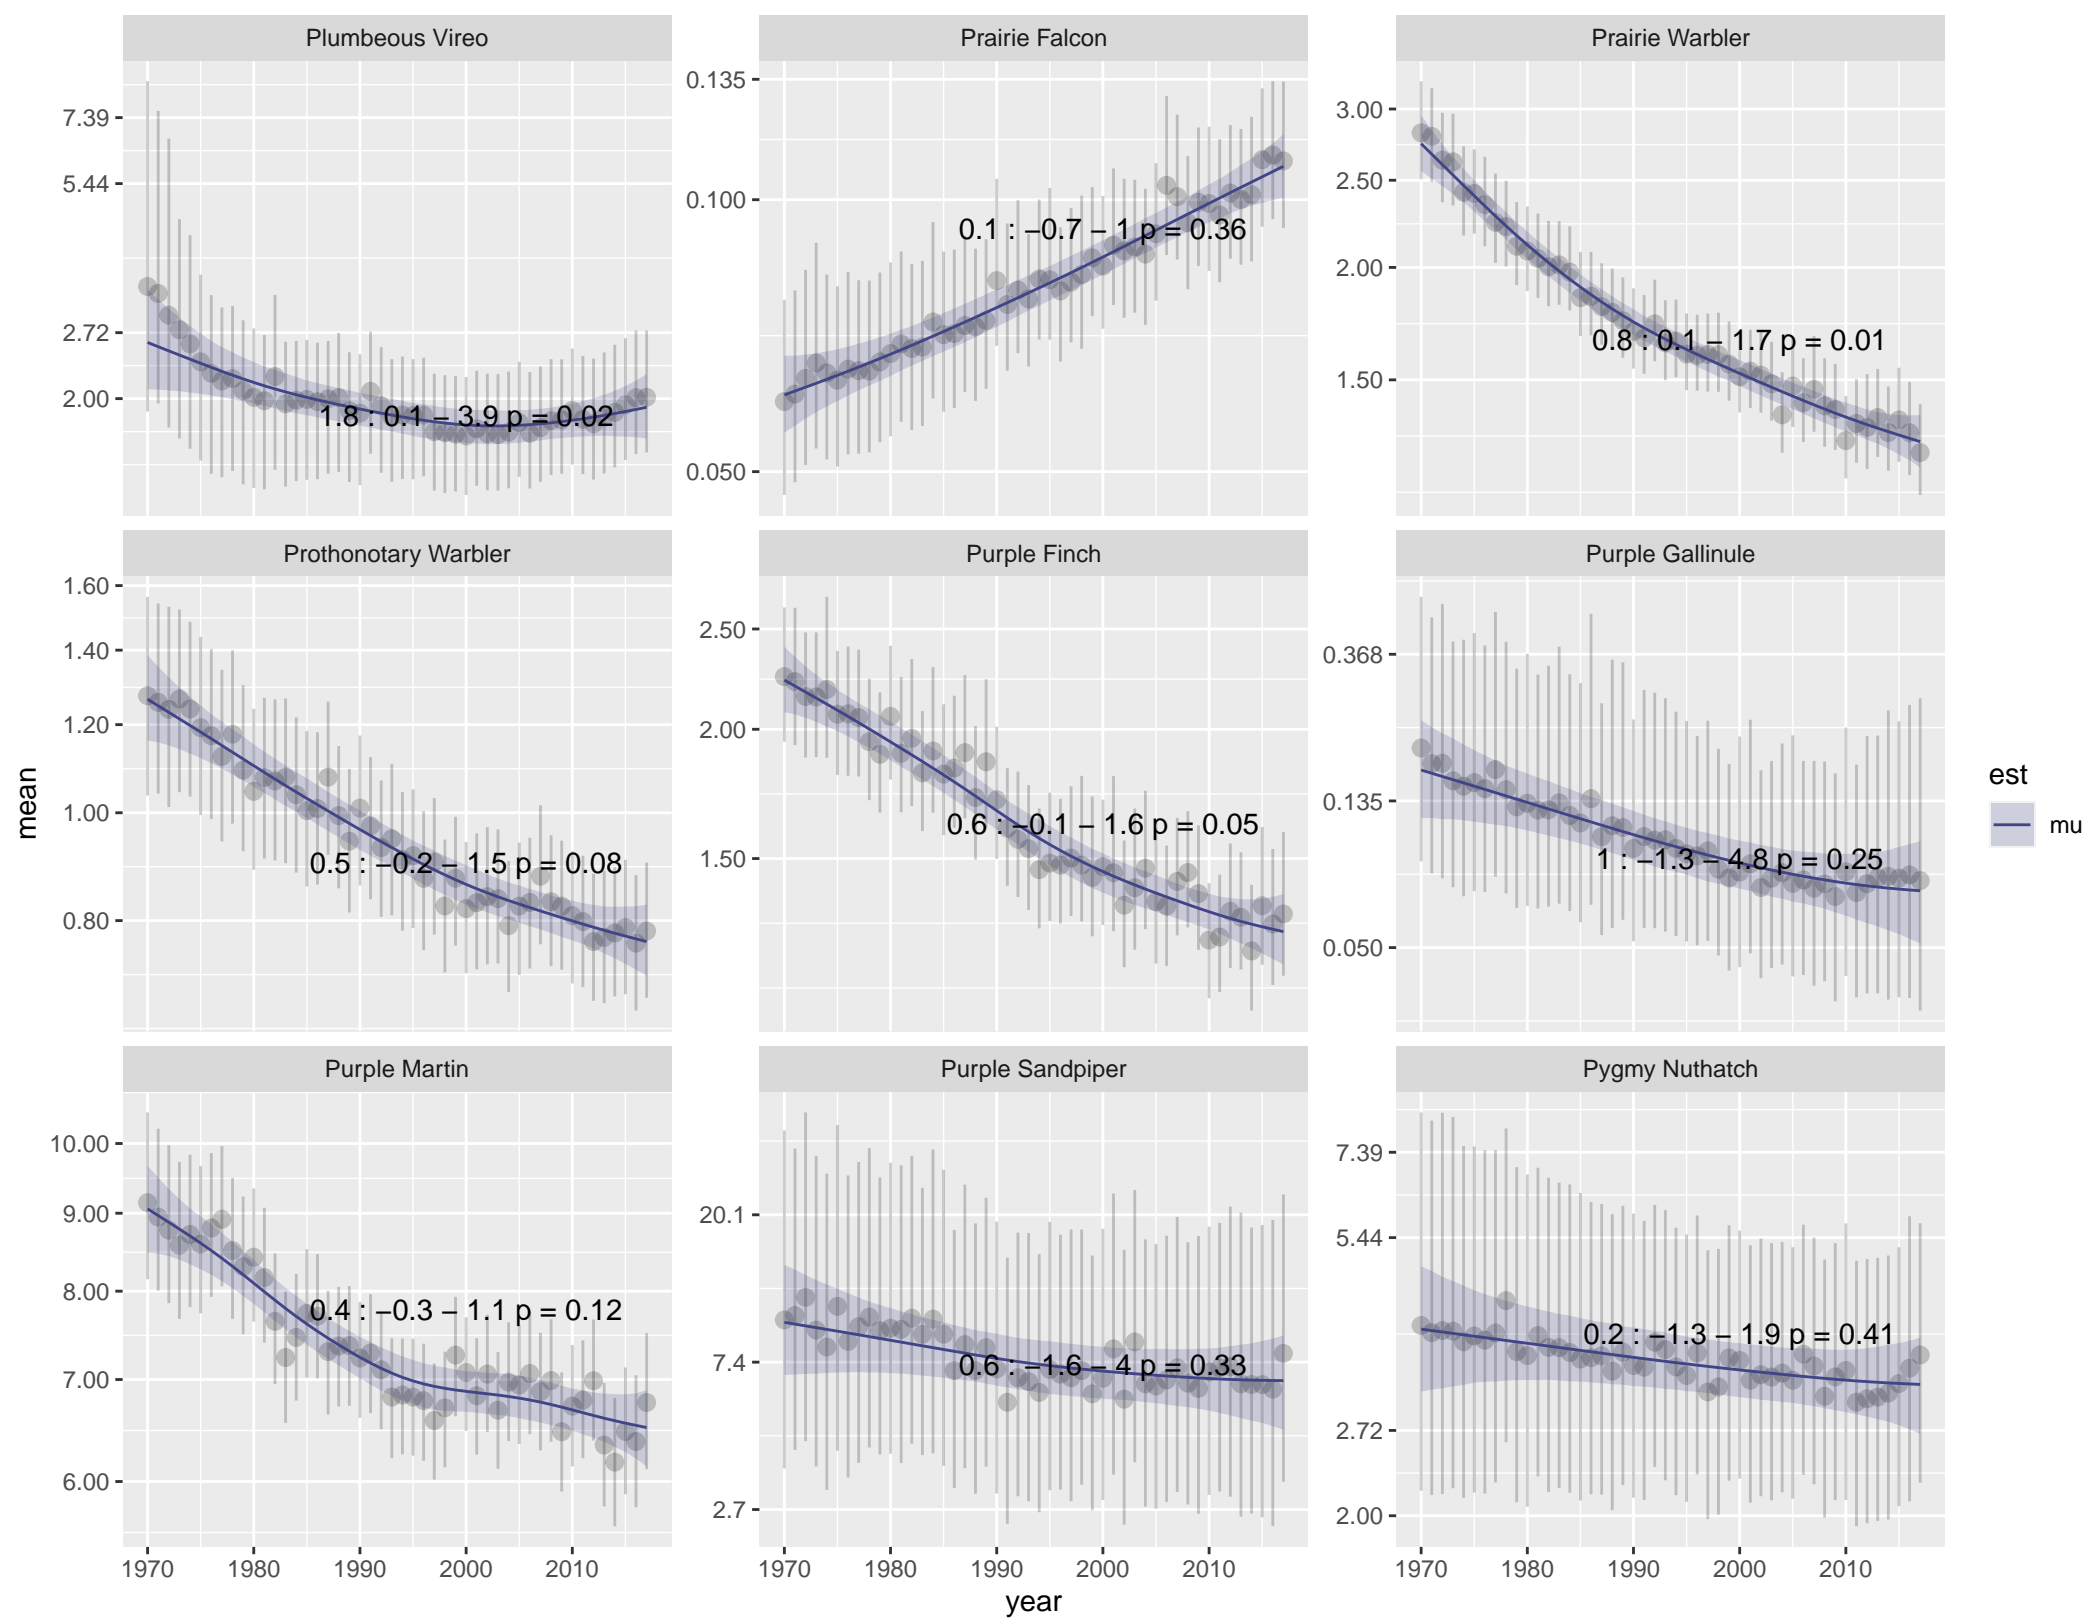 Plumbeous Vireo
Prairie Falcon
Prairie Warbler
7.39
5.44
2.72
2.00
1.8 : 0.1 − 3.9 p = 0.02
0.135
0.100
0.050
0.1 : −0.7 − 1 p = 0.36
3.00
2.50
2.00
1.50
0.8 : 0.1 − 1.7 p = 0.01
Prothonotary Warbler
Purple Finch
Purple Gallinule
1.60
1.40
1.20
1.00
0.80
0.5 : −0.2 − 1.5 p = 0.08
2.50
2.00
1.50
0.6 : −0.1 − 1.6 p = 0.05
0.368
0.135
0.050
1 : −1.3 − 4.8 p = 0.25
Purple Martin
Purple Sandpiper
Pygmy Nuthatch
10.00
9.00
8.00
7.00
6.00
0.4 : −0.3 − 1.1 p = 0.12
20.1
7.4
2.7
0.6 : −1.6 − 4 p = 0.33
7.39
5.44
2.72
2.00
0.2 : −1.3 − 1.9 p = 0.41
1970 1980 1990 2000 2010
1970 1980 1990 2000 2010
1970 1980 1990 2000 2010
year
mean
est
mu